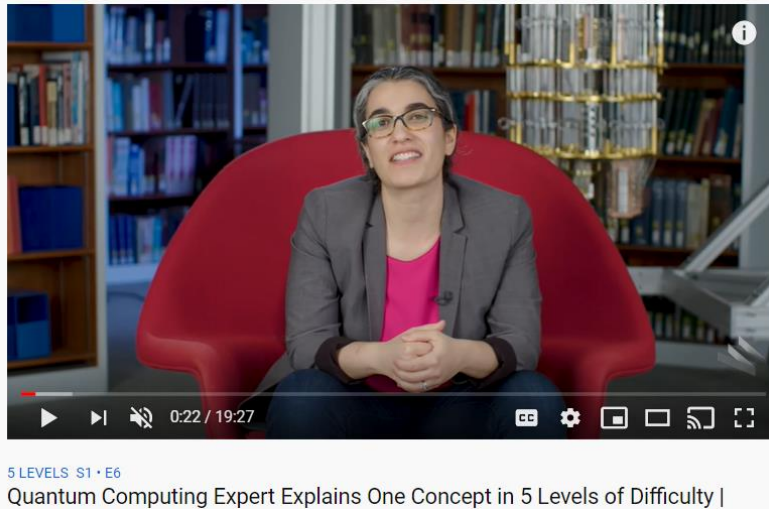 i
0:22 / 19:27
CC
5 LEVELS S1 • E6
Quantum Computing Expert Explains One Concept in 5 Levels of Difficulty |